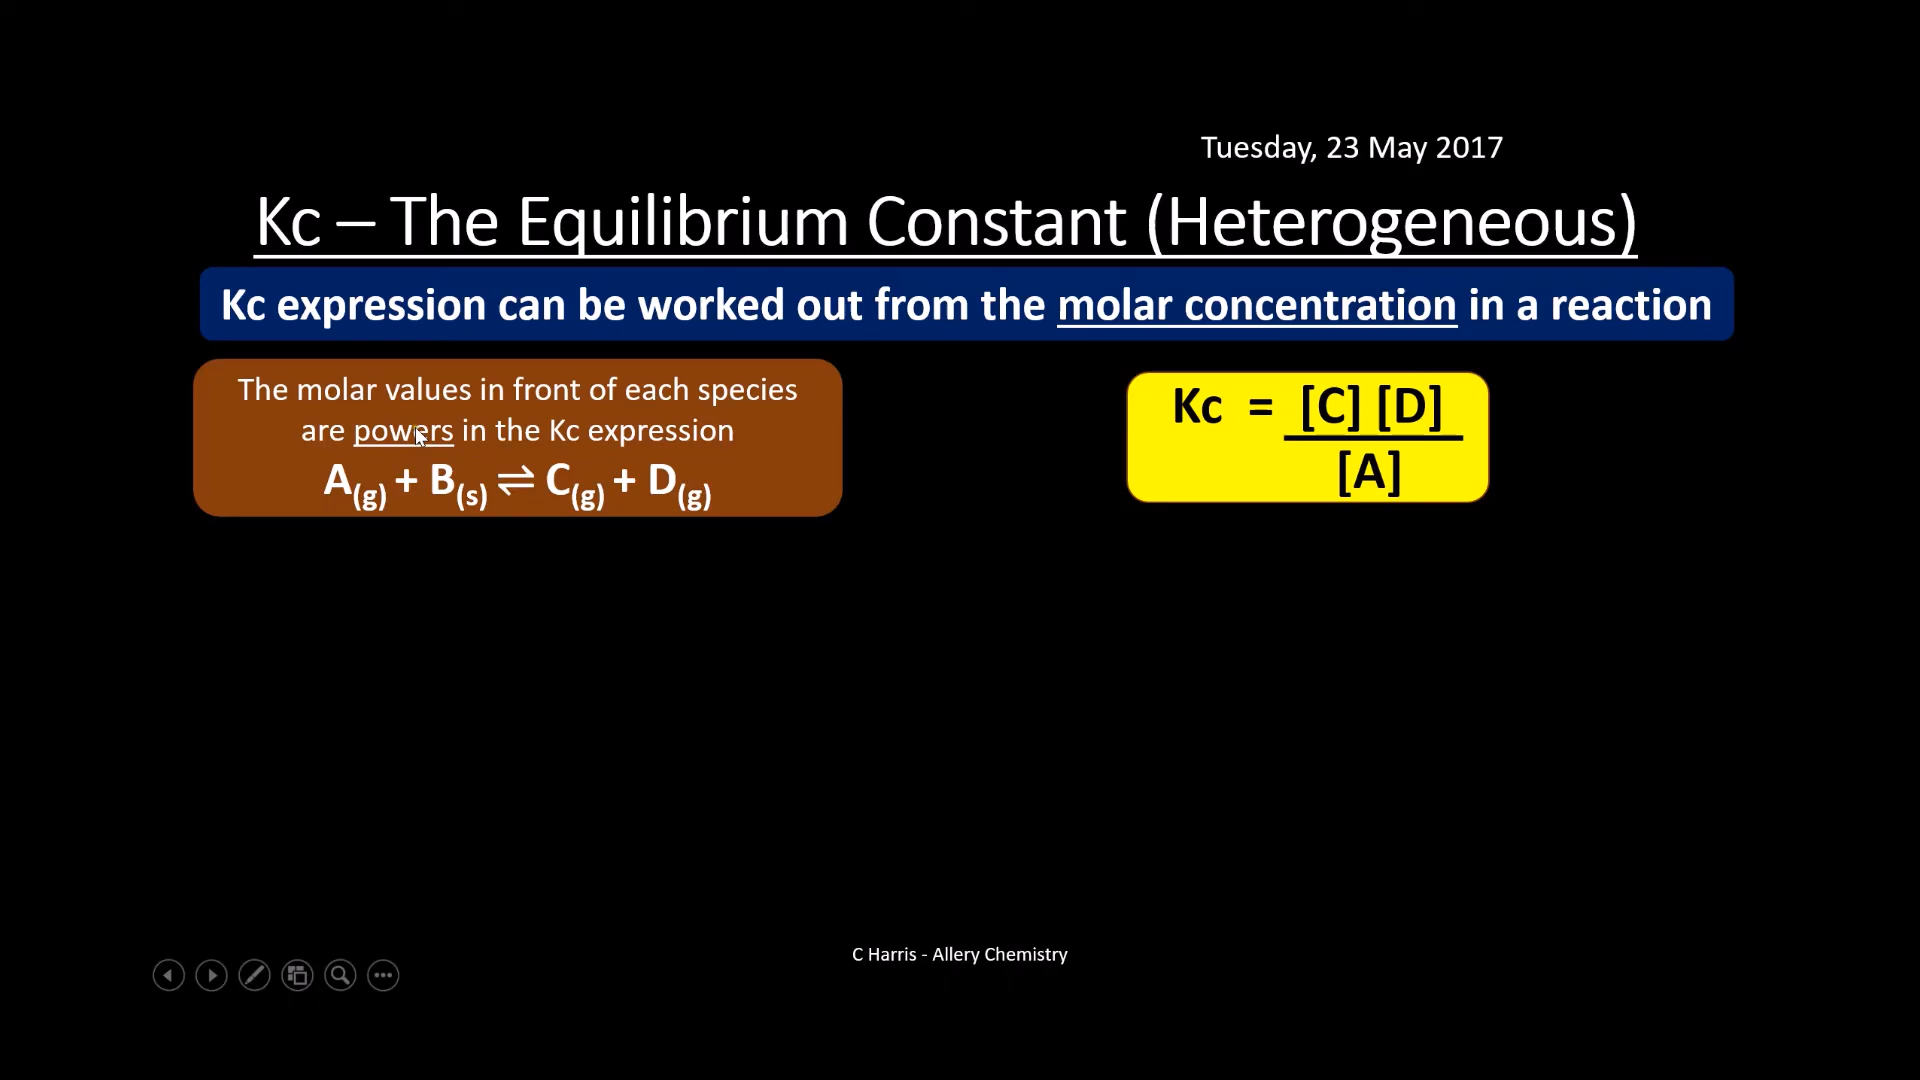 Tuesday, 23 May 2017
Kc – The Equilibrium Constant (Heterogeneous)
Kc expression can be worked out from the molar concentration in a reaction
The molar values in front of each species
are powers in the Kc expression
A(g) + B(s) ⇌ C(g) + D(g)
Kc = [C] [D]
[A]
C Harris - Allery Chemistry